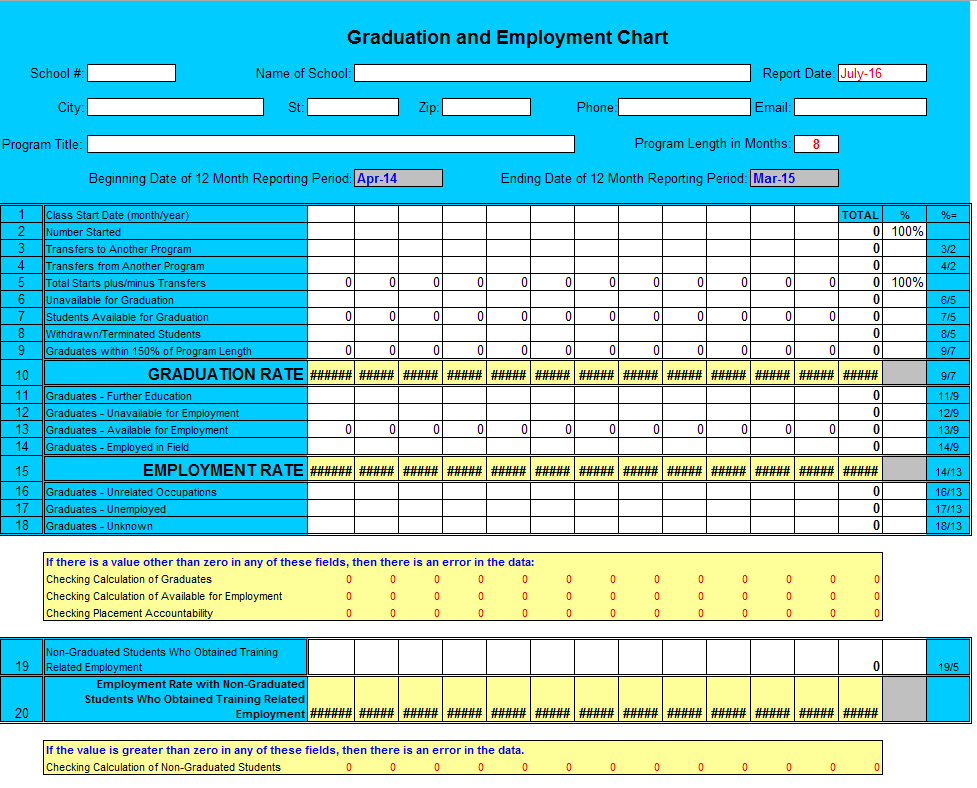 Graduation and Employment Chart
School #: Name of School: Report Date: July-16
City: St: Zip: Phone: Email:
Program Title: Program Length in Months: 8
Beginning Date of 12 Month Reporting Period: Apr-14 Ending Date of 12 Month Reporting Period: Mar-15
1 Class Start Date (month/year) TOTAL % %=
2 Number Started 0 100%
3 Transfers to Another Program 0 3/2
4 Transfers from Another Program 0 4/2
5 Total Starts plus/minus Transfers 0 0 0 0 0 0 0 0 0 0 0 0 0 100%
6 Unavailable for Graduation 0 6/5
7 Students Available for Graduation 0 0 0 0 0 0 0 0 0 0 0 0 0 7/5
8 Withdrawn/Terminated Students 0 8/5
9 Graduates within 150% of Program Length 0 0 0 0 0 0 0 0 0 0 0 0 0 9/7
10 GRADUATION RATE ###### ##### ##### ##### ##### ##### ##### ##### ##### ##### ##### ##### ##### 9/7
11 Graduates - Further Education 0 11/9
12 Graduates - Unavailable for Employment 0 12/9
13 Graduates - Available for Employment 0 0 0 0 0 0 0 0 0 0 0 0 0 13/9
14 Graduates - Employed in Field 0 14/9
15 EMPLOYMENT RATE ###### ##### ##### ##### ##### ##### ##### ##### ##### ##### ##### ##### ##### 14/13
16 Graduates - Unrelated Occupations 0 16/13
17 Graduates - Unemployed 0 17/13
18 Graduates - Unknown 0 18/13
If there is a value other than zero in any of these fields, then there is an error in the data:
Checking Calculation of Graduates 0 0 0 0 0 0 0 0 0 0 0 0 0
Checking Calculation of Available for Employment 0 0 0 0 0 0 0 0 0 0 0 0 0
Checking Placement Accountability 0 0 0 0 0 0 0 0 0 0 0 0 0
Non-Graduated Students Who Obtained Training
19 Related Employment 0 19/5
Employment Rate with Non-Graduated
Students Who Obtained Training Related
20 Employment ###### ##### ##### ##### ##### ##### ##### ##### ##### ##### ##### ##### #####
If the value is greater than zero in any of these fields, then there is an error in the data.
Checking Calculation of Non-Graduated Students 0 0 0 0 0 0 0 0 0 0 0 0 0